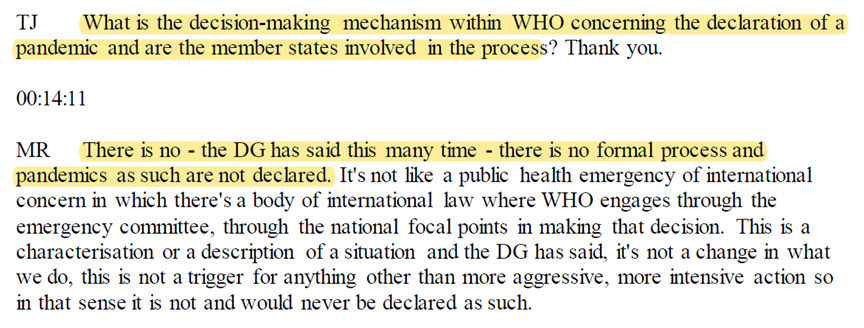 TJ What is the decision-making mechanism within WHO concerning the declaration of a
pandemic and are the member states involved in the process? Thank you.
00:14:11
MR There is no - the DG has said this many time - there is no formal process and
pandemics as such are not declared. It's not like a public health emergency of international
concern in which there's a body of international law where WHO engages through the
emergency committee, through the national focal points in making that decision. This is a
characterisation or a description of a situation and the DG has said, it's not a change in what
we do, this is not a trigger for anything other than more aggressive, more intensive action so
in that sense it is not and would never be declared as such.